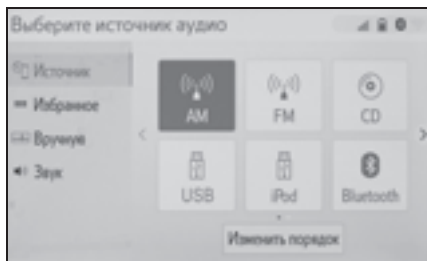 Выберите источник аудио
Источник
Избранное
Вручную
Звук
AM
FM
CD
USB
iPod
Bluetooth
Изменить порядок